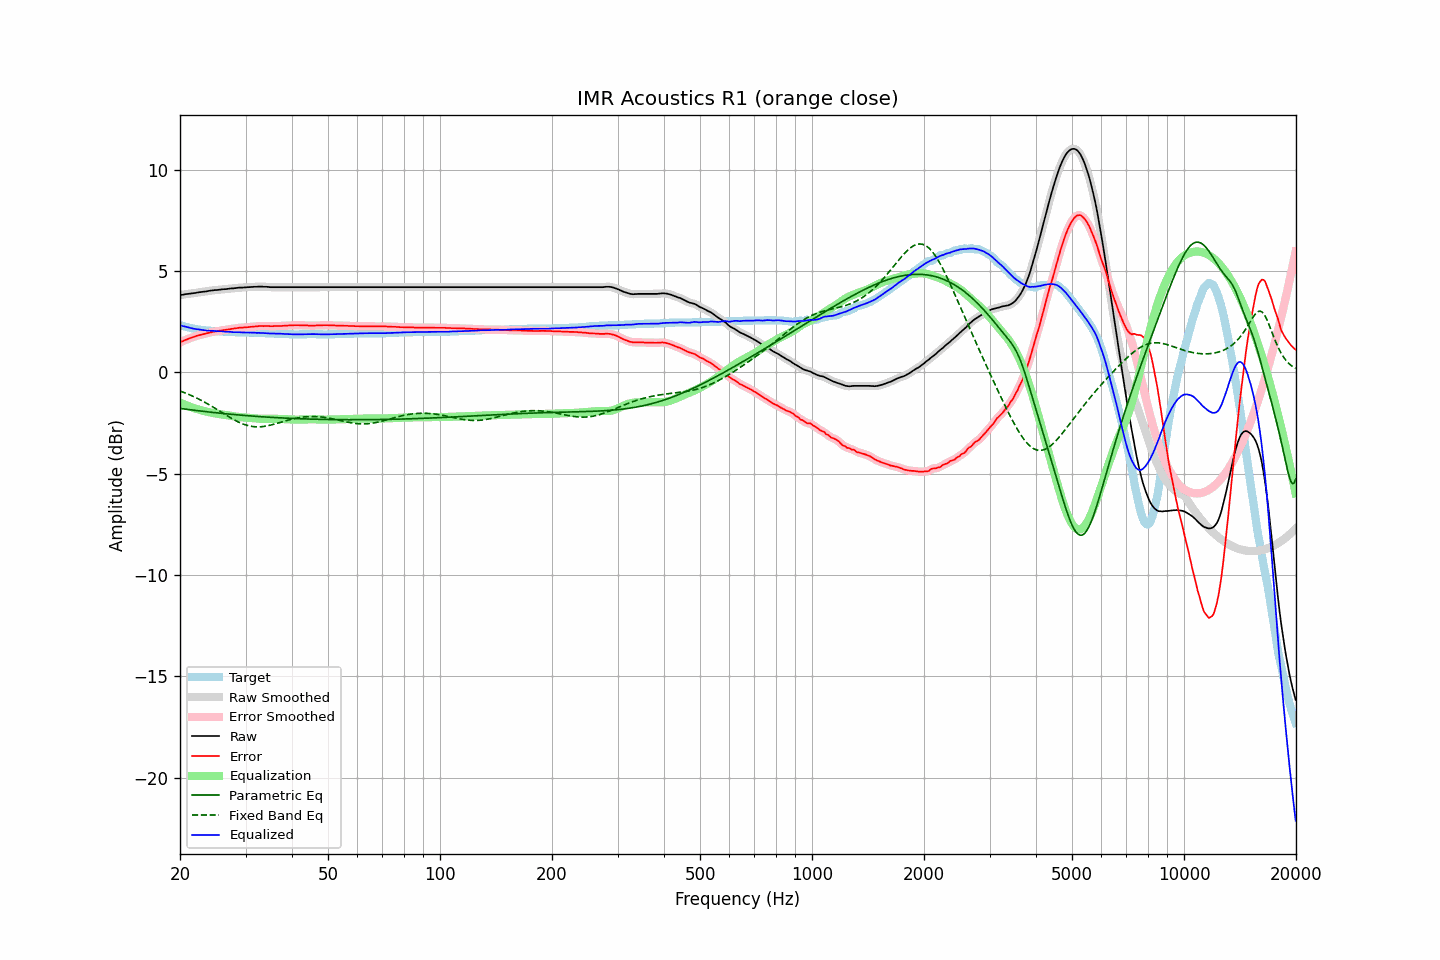 IMR Acoustics R1 (orange close)
Amplitude (dBr)
10
5
0
−5
−10
−15
−20
Target
Raw Smoothed
Error Smoothed
Raw
Error
Equalization
Parametric Eq
Fixed Band Eq
Equalized
20 50 100 200 500 1000 2000 5000 10000 20000
Frequency (Hz)